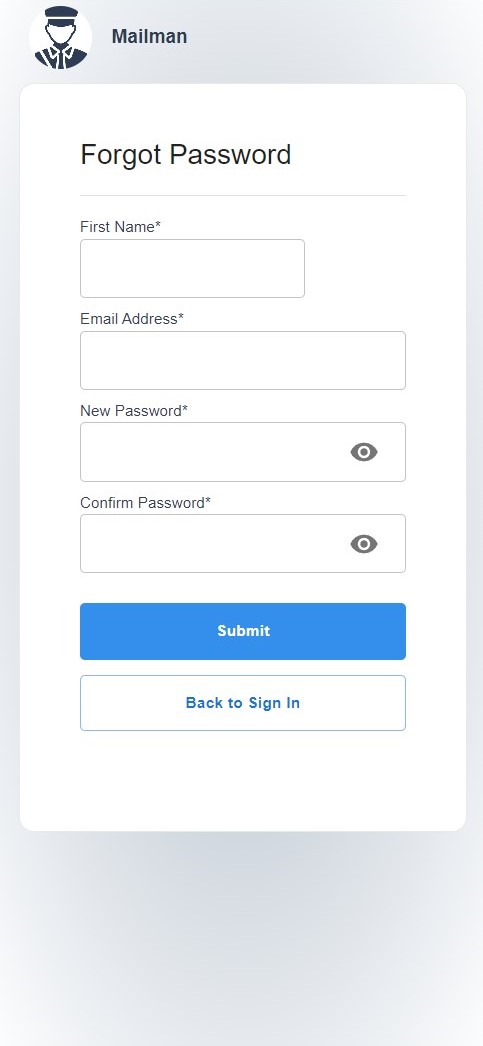 Mailman
Forgot Password
First Name*
Email Address*
New Password*
Confirm Password*
Submit
Back to Sign In